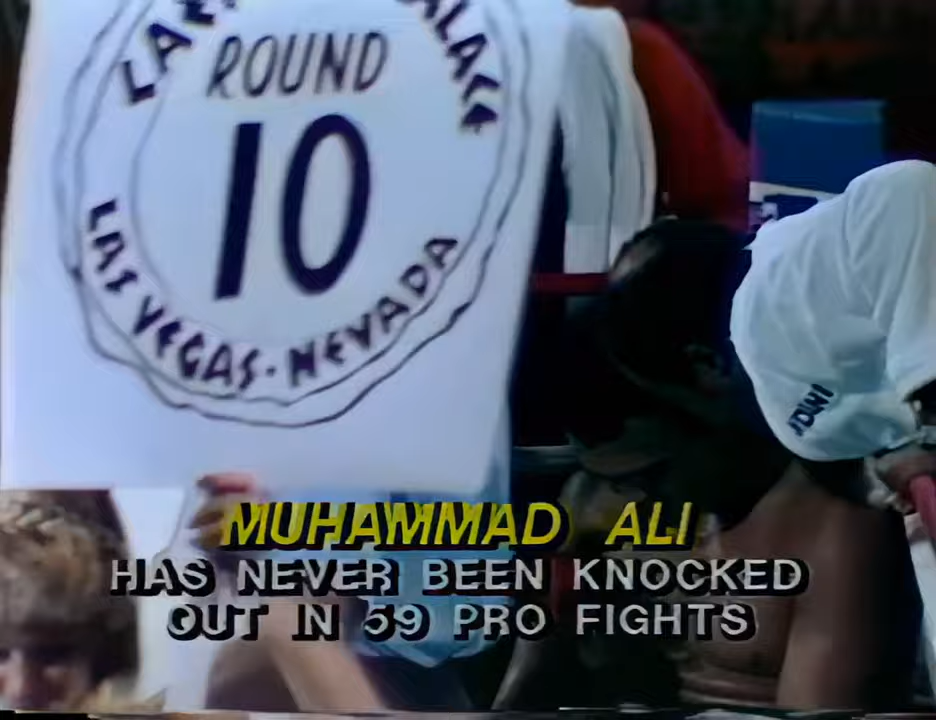 ROUND
10
LAS VEGAS · NEVADA
MUHAMMAD ALI
HAS NEVER BEEN KNOCKED
OUT IN 59 PRO FIGHTS